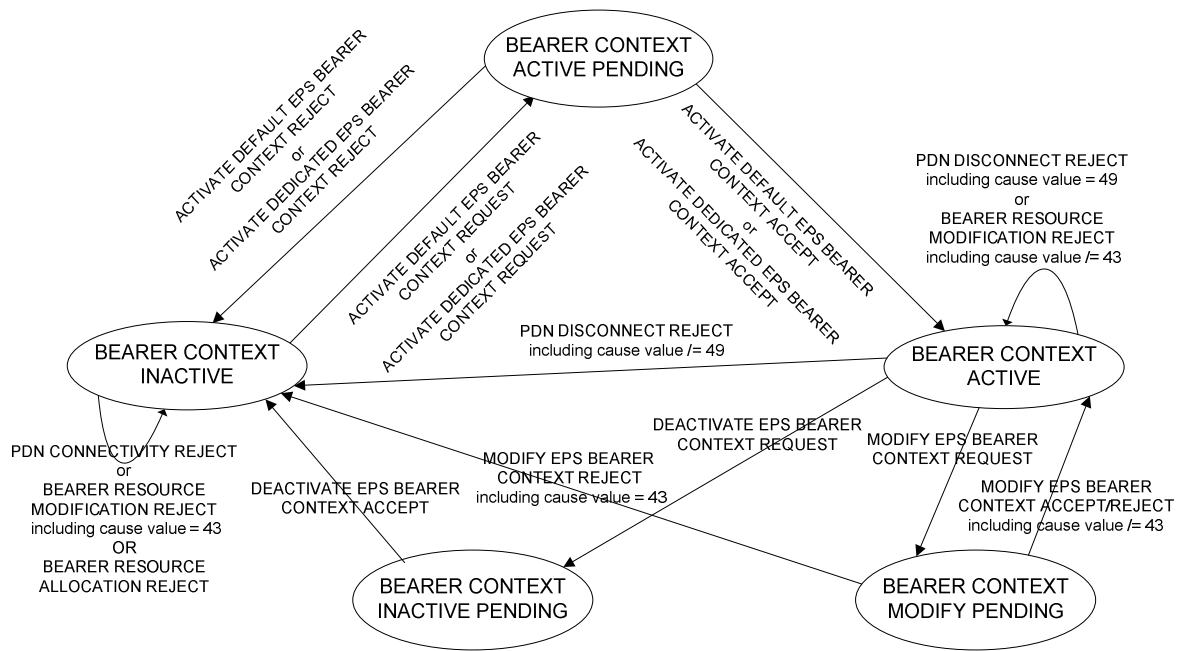 BEARER CONTEXT
ACTIVE PENDING
ACTIVATE DEFAULT EPS BEARER
CONTEXT REJECT
or
ACTIVATE DEDICATED EPS BEARER
CONTEXT REJECT
ACTIVATE DEFAULT EPS BEARER
CONTEXT REQUEST
or
ACTIVATE DEDICATED EPS BEARER
CONTEXT REQUEST
ACTIVATE DEFAULT EPS BEARER
CONTEXT ACCEPT
or
ACTIVATE DEDICATED EPS BEARER
CONTEXT ACCEPT
PDN DISCONNECT REJECT
including cause value = 49
or
BEARER RESOURCE
MODIFICATION REJECT
including cause value /= 43
BEARER CONTEXT
INACTIVE
PDN DISCONNECT REJECT
including cause value /= 49
BEARER CONTEXT
ACTIVE
PDN CONNECTIVITY REJECT
or
BEARER RESOURCE
MODIFICATION REJECT
including cause value = 43
OR
BEARER RESOURCE
ALLOCATION REJECT
DEACTIVATE EPS BEARER
CONTEXT ACCEPT
MODIFY EPS BEARER
CONTEXT REJECT
including cause value = 43
DEACTIVATE EPS BEARER
CONTEXT REQUEST
MODIFY EPS BEARER
CONTEXT REQUEST
MODIFY EPS BEARER
CONTEXT ACCEPT/REJECT
including cause value /= 43
BEARER CONTEXT
INACTIVE PENDING
BEARER CONTEXT
MODIFY PENDING